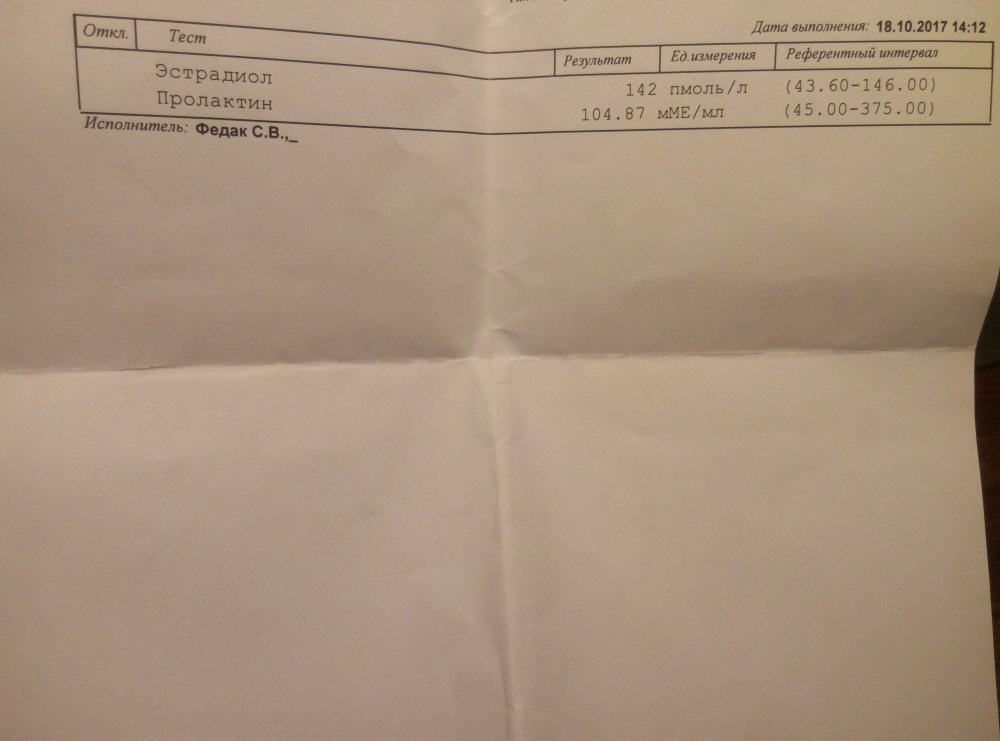 Дата выполнения: 18.10.2017 14:12
Откл. Тест Результат Ед.измерения Референтный интервал
Эстрадиол 142 пмоль/л (43.60-146.00)
Пролактин 104.87 мМЕ/мл (45.00-375.00)
Исполнитель: Федак С.В.,_